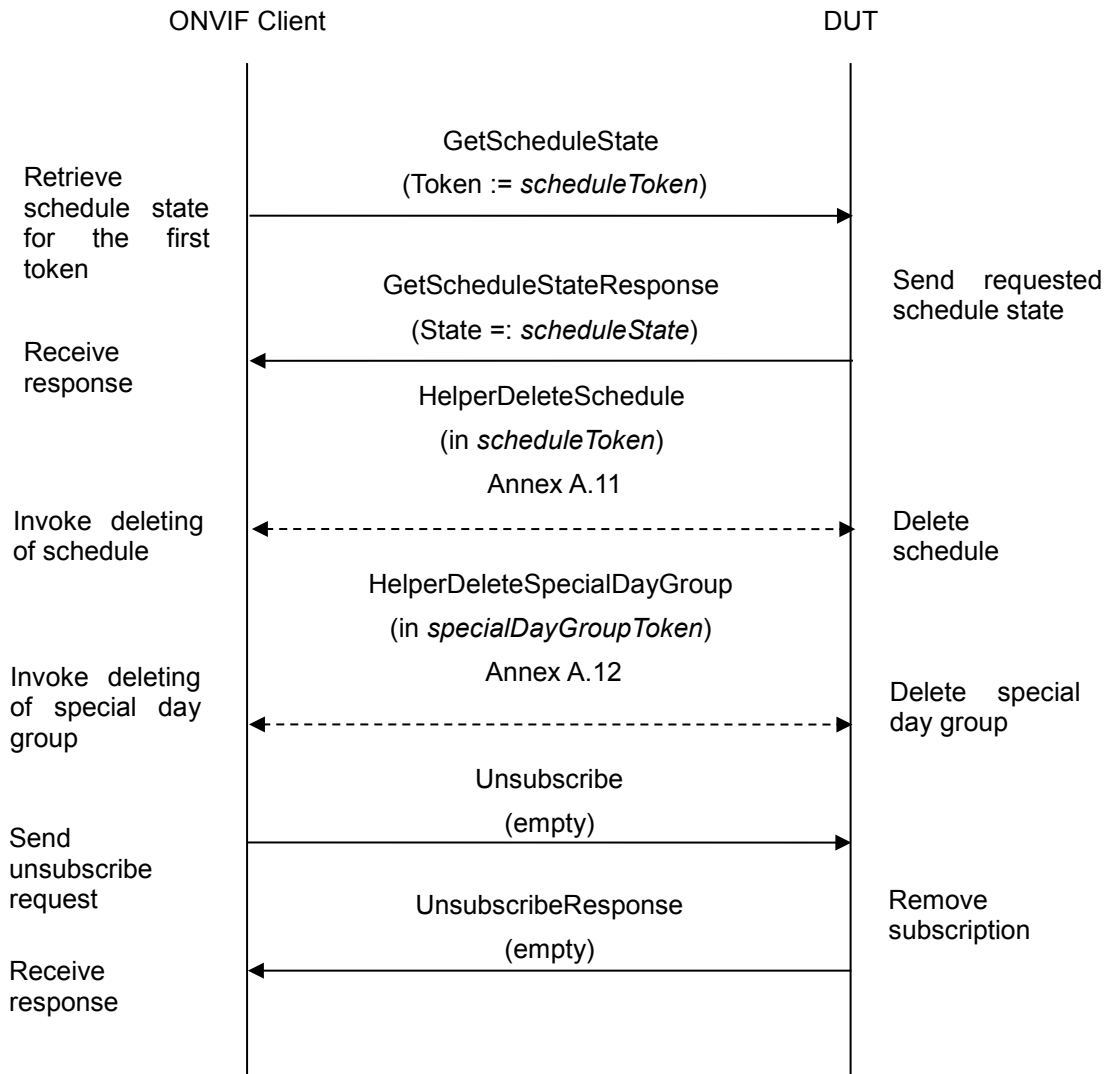 ONVIF Client
DUT
GetScheduleState
(Token := scheduleToken)
Retrieve
schedule state
for the first
token
GetScheduleStateResponse
(State =: scheduleState)
Send requested
schedule state
Receive
response
HelperDeleteSchedule
(in scheduleToken)
Annex A.11
Invoke deleting
of schedule
Delete
schedule
HelperDeleteSpecialDayGroup
(in specialDayGroupToken)
Annex A.12
Invoke deleting
of special day
group
Delete special
day group
Unsubscribe
(empty)
Send
unsubscribe
request
UnsubscribeResponse
(empty)
Remove
subscription
Receive
response